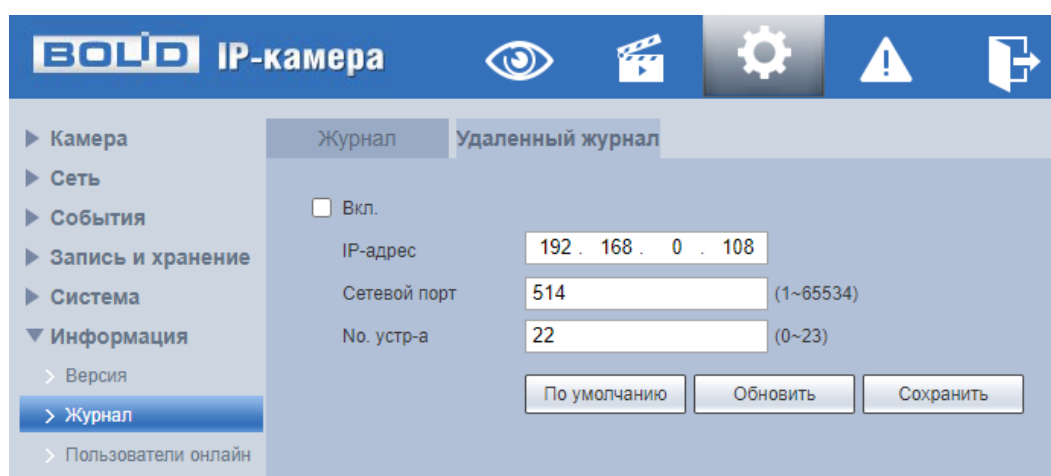 BOLID IP-камера
Камера
Сеть
События
Запись и хранение
Система
Информация
Версия
Журнал
Пользователи онлайн
Журнал
Удаленный журнал
Вкл.
IP-адрес 192 . 168 . 0 . 108
Сетевой порт 514 (1~65534)
No. устр-а 22 (0~23)
По умолчанию Обновить Сохранить